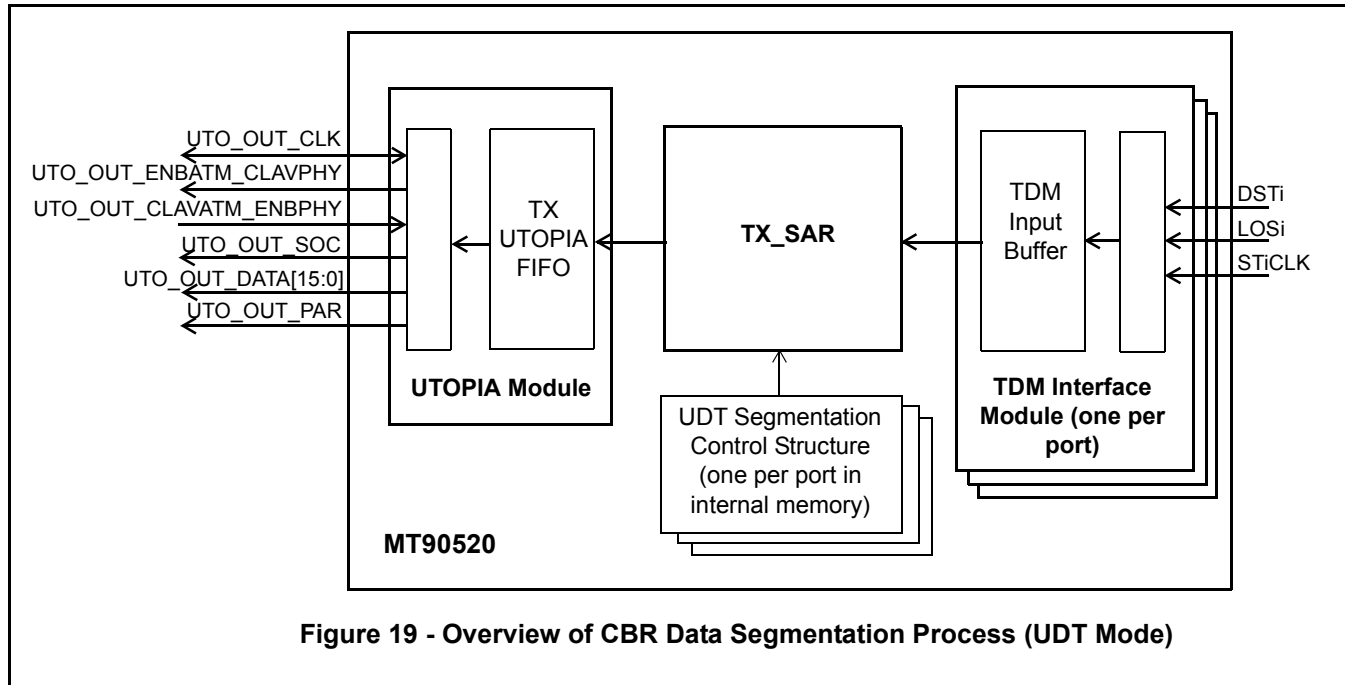 UTO_OUT_CLK
UTO_OUT_ENBATM_CLAVPHY
UTO_OUT_CLAVATM_ENBPHY
UTO_OUT_SOC
UTO_OUT_DATA[15:0]
UTO_OUT_PAR
TX
UTOPIA
FIFO
UTOPIA Module
TX_SAR
UDT Segmentation
Control Structure
(one per port in
internal memory)
TDM
Input
Buffer
TDM Interface
Module (one per
port)
DSTi
LOSi
STiCLK
MT90520
Figure 19 - Overview of CBR Data Segmentation Process (UDT Mode)